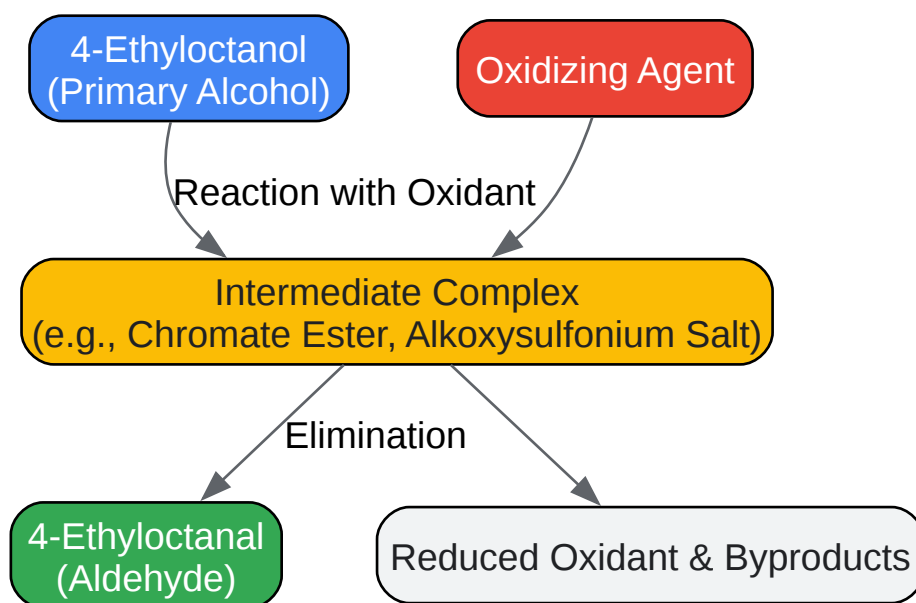 4-Ethyloctanol
(Primary Alcohol)
Oxidizing Agent
Reaction with Oxidant
Intermediate Complex
(e.g., Chromate Ester, Alkoxysulfonium Salt)
Elimination
4-Ethyloctanal
(Aldehyde)
Reduced Oxidant & Byproducts